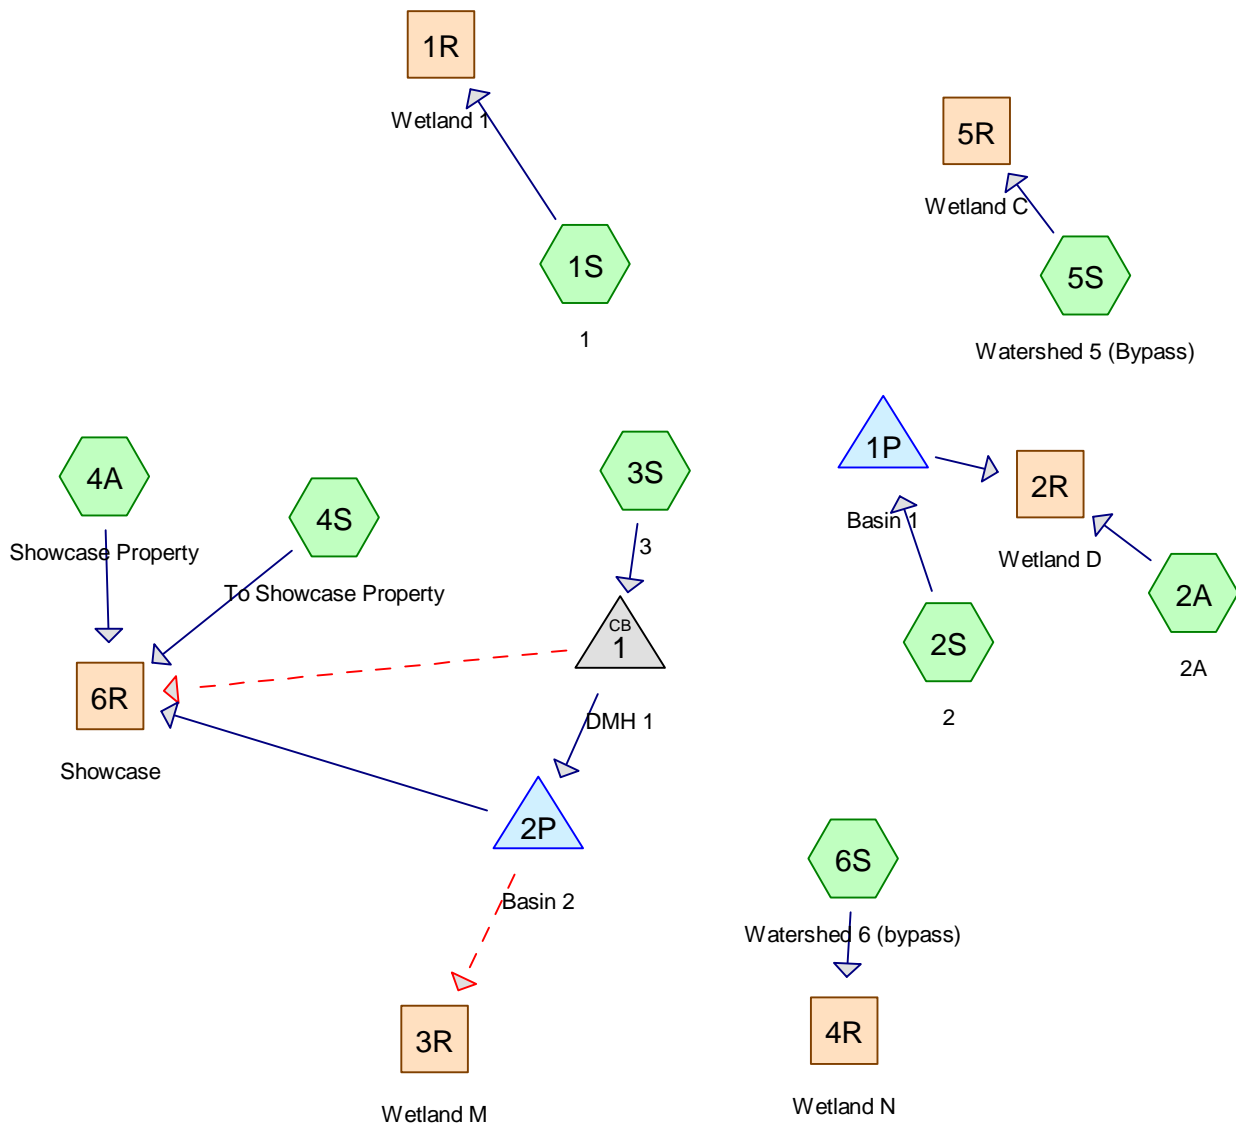 1R
Wetland 1
5R
Wetland C
1S
1
5S
Watershed 5 (Bypass)
4A
Showcase Property
4S
To Showcase Property
3S
3
1P
Basin 1
2R
Wetland D
2A
2A
2S
2
CB
1
DMH 1
6R
Showcase
2P
Basin 2
6S
Watershed 6 (bypass)
3R
Wetland M
4R
Wetland N